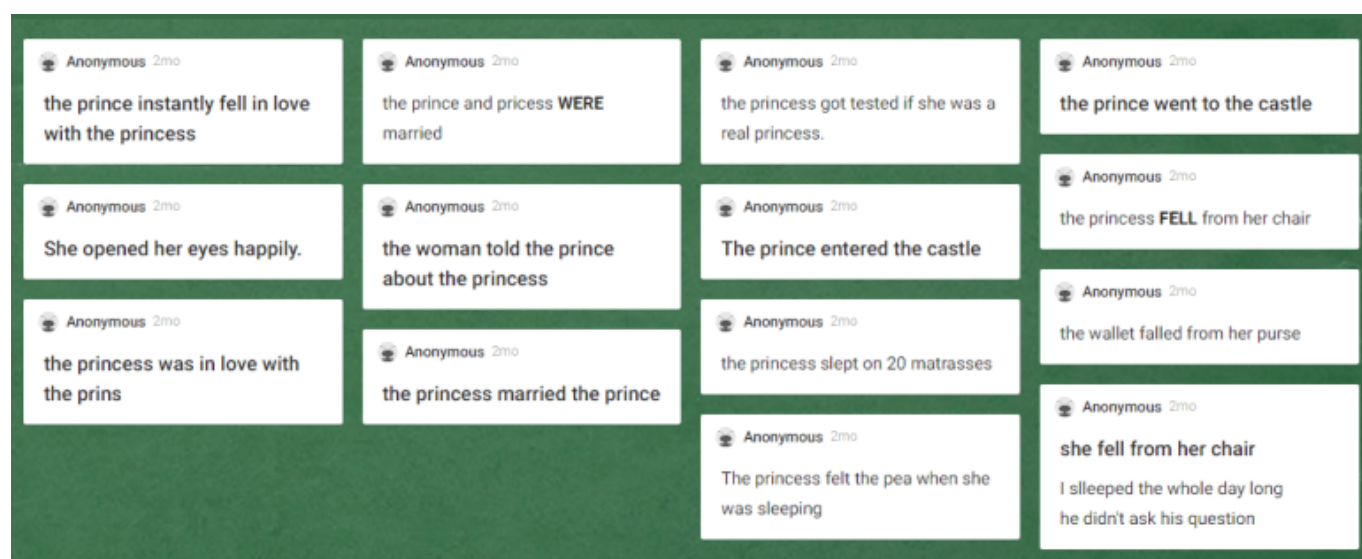 Anonymous 2mo
the prince instantly fell in love
with the princess
Anonymous 2mo
She opened her eyes happily.
Anonymous 2mo
the princess was in love with
the prins
Anonymous 2mo
the prince and pricess WERE
married
Anonymous 2mo
the woman told the prince
about the princess
Anonymous 2mo
the princess married the prince
Anonymous 2mo
the princess got tested if she was a
real princess.
Anonymous 2mo
The prince entered the castle
Anonymous 2mo
the princess slept on 20 matrasses
Anonymous 2mo
The princess felt the pea when she
was sleeping
Anonymous 2mo
the prince went to the castle
Anonymous 2mo
the princess FELL from her chair
Anonymous 2mo
the wallet falled from her purse
Anonymous 2mo
she fell from her chair
I slleeped the whole day long
he didn't ask his question